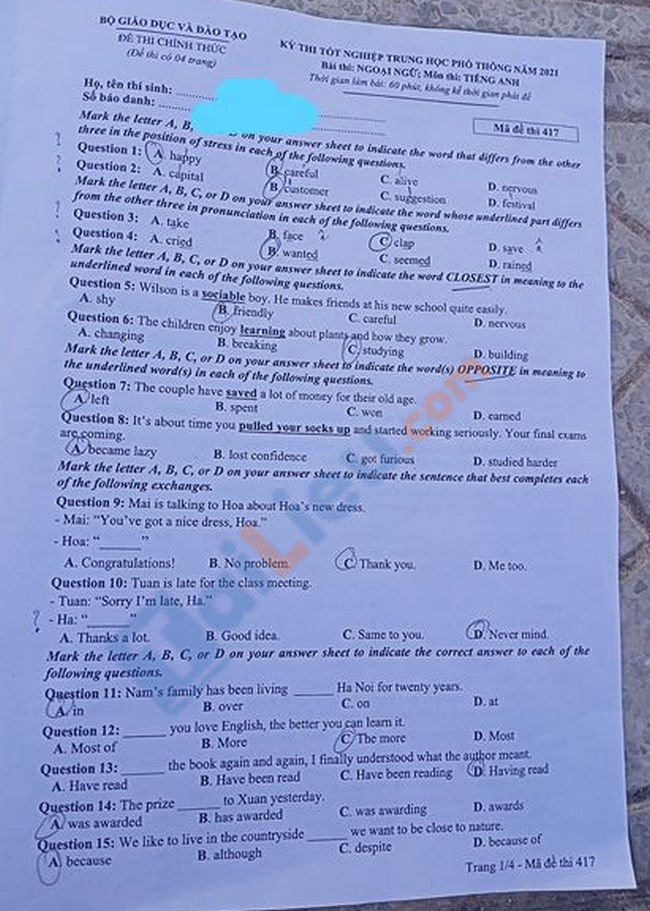 BỘ GIÁO DỤC VÀ ĐÀO TẠO
ĐỀ THI CHÍNH THỨC
(Đề thi có 04 trang)
KỲ THI TỐT NGHIỆP TRUNG HỌC PHỔ THÔNG NĂM 2021
Bài thi: NGOẠI NGỮ; Môn thi: TIẾNG ANH
Thời gian làm bài: 60 phút, không kể thời gian phát đề
Họ, tên thí sinh:
Số báo danh:
Mã đề thi 417
Mark the letter A, B, D on your answer sheet to indicate the word that differs from the other
three in the position of stress in each of the following questions.
Question 1: A. happy B. careful C. alive D. nervous
Question 2: A. capital B. customer C. suggestion D. festival
Mark the letter A, B, C, or D on your answer sheet to indicate the word whose underlined part differs
from the other three in pronunciation in each of the following questions.
Question 3: A. take B. face C. clap D. save
Question 4: A. cried B. wanted C. seemed D. rained
Mark the letter A, B, C, or D on your answer sheet to indicate the word CLOSEST in meaning to the
underlined word in each of the following questions.
Question 5: Wilson is a sociable boy. He makes friends at his new school quite easily.
A. shy B. friendly C. careful D. nervous
Question 6: The children enjoy learning about plants and how they grow.
A. changing B. breaking C. studying D. building
Mark the letter A, B, C, or D on your answer sheet to indicate the word(s) OPPOSITE in meaning to
the underlined word(s) in each of the following questions.
Question 7: The couple have saved a lot of money for their old age.
A. left B. spent C. won D. earned
Question 8: It's about time you pulled your socks up and started working seriously. Your final exams
are coming.
A. became lazy B. lost confidence C. got furious D. studied harder
Mark the letter A, B, C, or D on your answer sheet to indicate the sentence that best completes each
of the following exchanges.
Question 9: Mai is talking to Hoa about Hoa's new dress.
- Mai: "You've got a nice dress, Hoa."
- Hoa: "______"
A. Congratulations! B. No problem. C. Thank you. D. Me too.
Question 10: Tuan is late for the class meeting.
- Tuan: "Sorry I'm late, Ha."
- Ha: "______"
A. Thanks a lot. B. Good idea. C. Same to you. D. Never mind.
Mark the letter A, B, C, or D on your answer sheet to indicate the correct answer to each of the
following questions.
Question 11: Nam's family has been living ______ Ha Noi for twenty years.
A. in B. over C. on D. at
Question 12: ______ you love English, the better you can learn it.
A. Most of B. More C. The more D. Most
Question 13: ______ the book again and again, I finally understood what the author meant.
A. Have read B. Have been read C. Have been reading D. Having read
Question 14: The prize ______ to Xuan yesterday.
A. was awarded B. has awarded C. was awarding D. awards
Question 15: We like to live in the countryside ______ we want to be close to nature.
A. because B. although C. despite D. because of
Trang 1/4 - Mã đề thi 417
TaiLieu.com